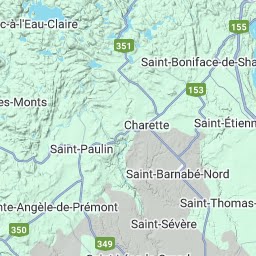 c-à-l'Eau-Claire
155
351
Saint-Boniface-de-Sha
es-Monts
153
Charette
Saint-Étienn
Saint-Paulin
Saint-Barnabé-Nord
nte-Angèle-de-Prémont
Saint-Thomas-
350
Saint-Sévère
349